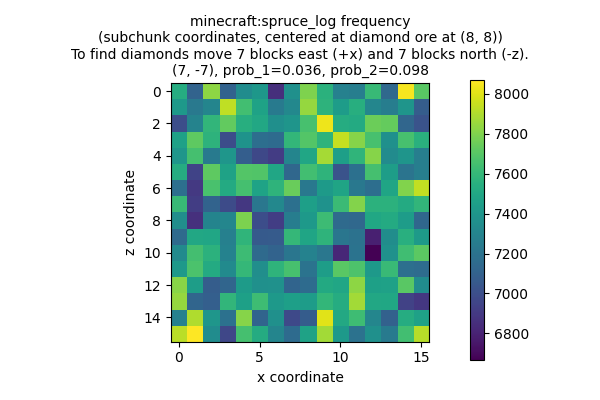 minecraft:spruce_log frequency
(subchunk coordinates, centered at diamond ore at (8, 8))
To find diamonds move 7 blocks east (+x) and 7 blocks north (-z).
(7, -7), prob_1=0.036, prob_2=0.098
0
2
4
6
8
10
12
14
z coordinate
0 5 10 15
x coordinate
8000
7800
7600
7400
7200
7000
6800